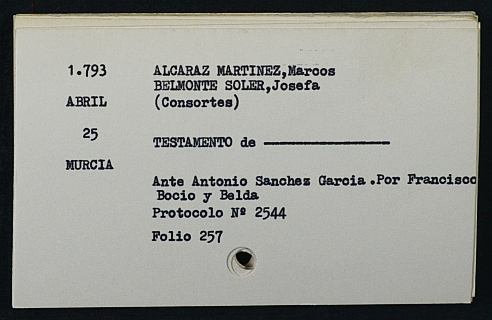 1.793
ALCARAZ MARTINEZ,Marcos
BELMONTE SOLER,Josefa
ABRIL
(Consortes)
25
TESTAMENTO de ——————————
MURCIA
Ante Antonio Sanchez Garcia.Por Francisco
Bocio y Belda
Protocolo Nº 2544
Folio 257